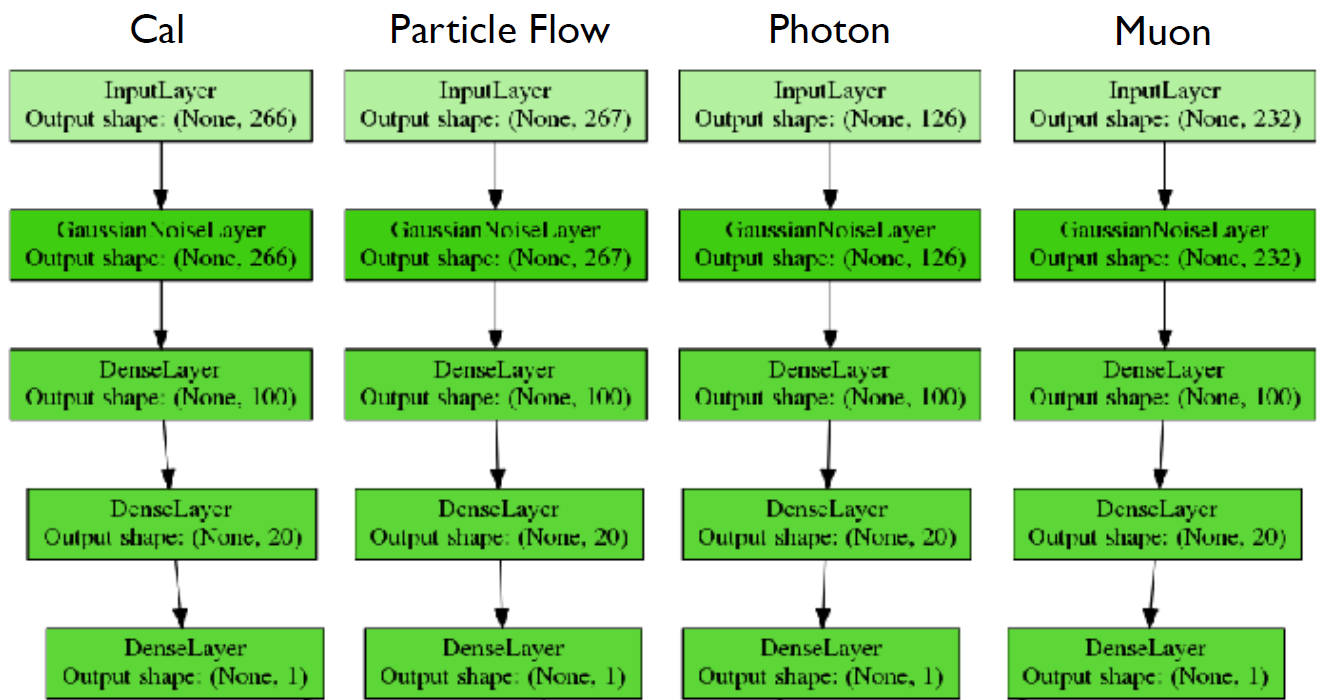 Cal
Particle Flow
Photon
Muon
InputLayer
Output shape: (None, 266)
InputLayer
Output shape: (None, 267)
InputLayer
Output shape: (None, 126)
InputLayer
Output shape: (None, 232)
GaussianNoiseLayer
Output shape: (None, 266)
GaussianNoiseLayer
Output shape: (None, 267)
GaussianNoiseLayer
Output shape: (None, 126)
GaussianNoiseLayer
Output shape: (None, 232)
DenseLayer
Output shape: (None, 100)
DenseLayer
Output shape: (None, 100)
DenseLayer
Output shape: (None, 100)
DenseLayer
Output shape: (None, 100)
DenseLayer
Output shape: (None, 20)
DenseLayer
Output shape: (None, 20)
DenseLayer
Output shape: (None, 20)
DenseLayer
Output shape: (None, 20)
DenseLayer
Output shape: (None, 1)
DenseLayer
Output shape: (None, 1)
DenseLayer
Output shape: (None, 1)
DenseLayer
Output shape: (None, 1)